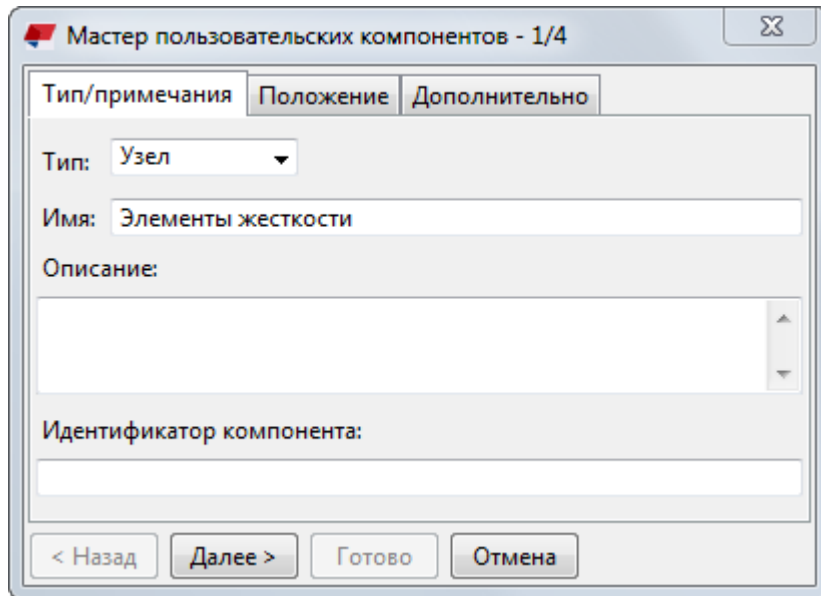 Мастер пользовательских компонентов - 1/4
Тип/примечания Положение Дополнительно
Тип: Узел
Имя: Элементы жесткости
Описание:
Идентификатор компонента:
< Назад Далее > Готово Отмена